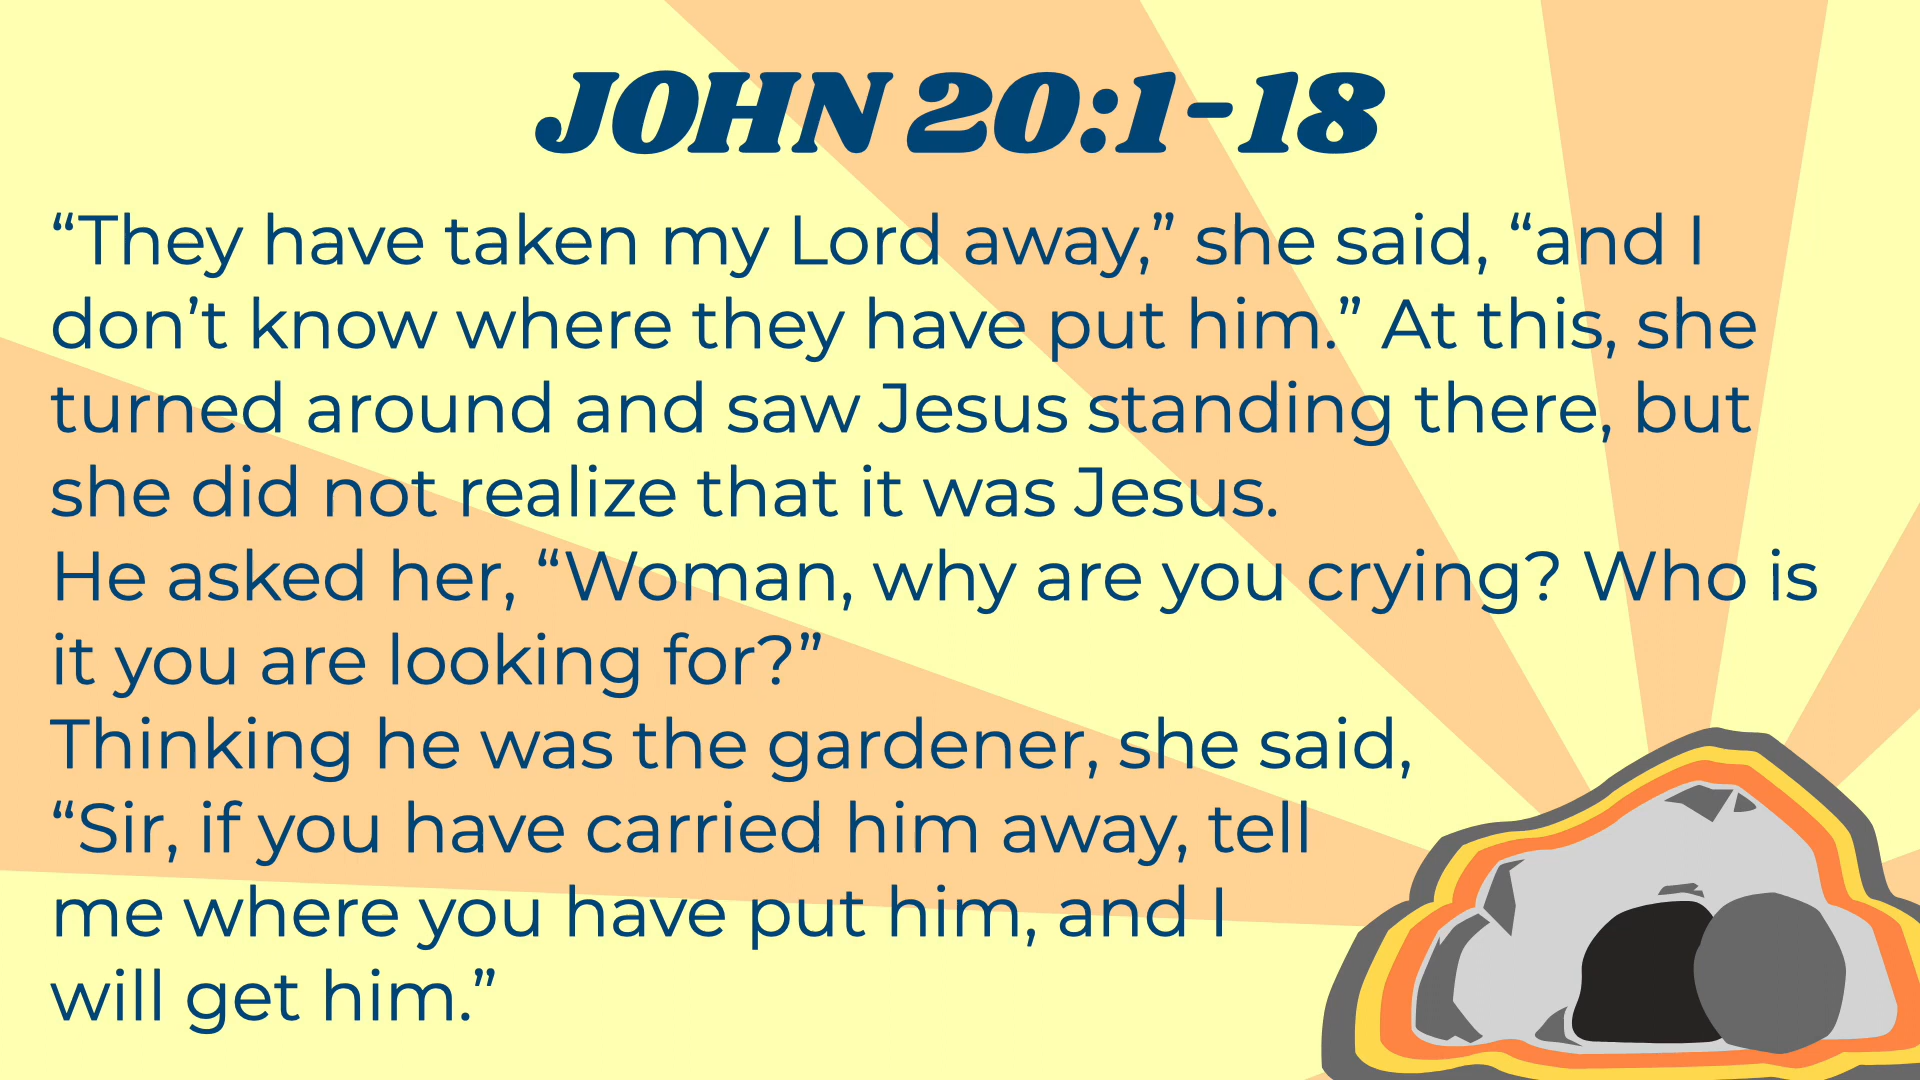 JOHN 20:1-18
“They have taken my Lord away,” she said, “and I
don’t know where they have put him.” At this, she
turned around and saw Jesus standing there, but
she did not realize that it was Jesus.
He asked her, “Woman, why are you crying? Who is
it you are looking for?”
Thinking he was the gardener, she said,
“Sir, if you have carried him away, tell
me where you have put him, and I
will get him.”